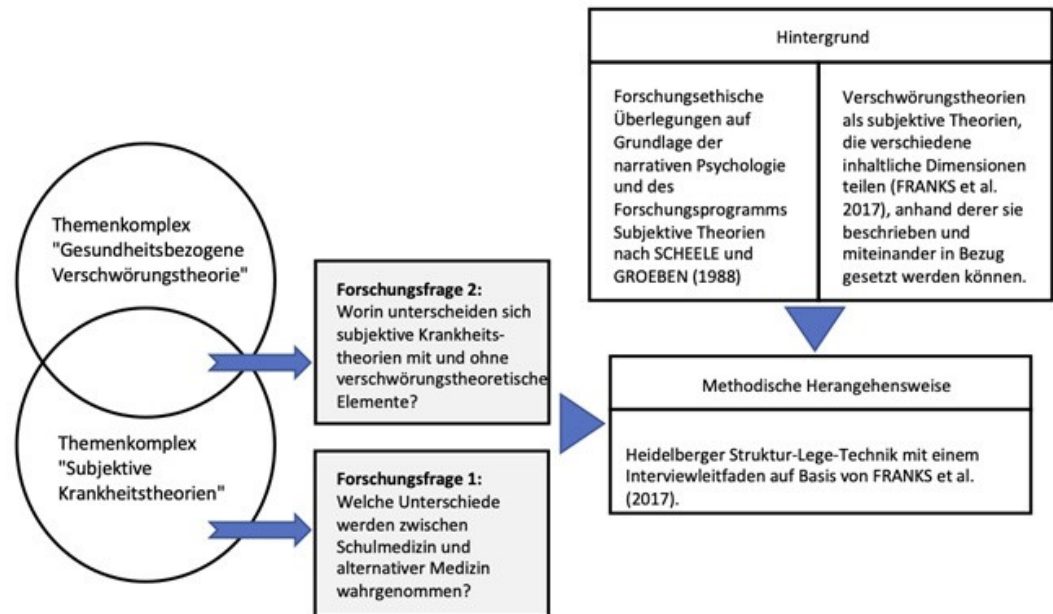 Themenkomplex
"Gesundheitsbezogene
Verschwörungstheorie"
Themenkomplex
"Subjektive
Krankheitstheorien"
Forschungsfrage 2:
Worin unterscheiden sich
subjektive Krankheits-
theorien mit und ohne
verschwörungstheoretische
Elemente?
Forschungsfrage 1:
Welche Unterschiede
werden zwischen
Schulmedizin und
alternativer Medizin
wahrgenommen?
Hintergrund
Forschungsethische
Überlegungen auf
Grundlage der
narrativen Psychologie
und des
Forschungsprogramms
Subjektive Theorien
nach SCHEELE und
GROEBEN (1988)
Verschwörungstheorien
als subjektive Theorien,
die verschiedene
inhaltliche Dimensionen
teilen (FRANKS et al.
2017), anhand derer sie
beschrieben und
miteinander in Bezug
gesetzt werden können.
Methodische Herangehensweise
Heidelberger Struktur-Lege-Technik mit einem
Interviewleitfaden auf Basis von FRANKS et al.
(2017).